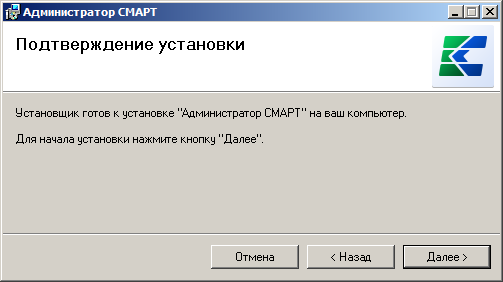 Администратор СМАРТ
Подтверждение установки
Установщик готов к установке "Администратор СМАРТ" на ваш компьютер.
Для начала установки нажмите кнопку "Далее".
Отмена
< Назад
Далее >